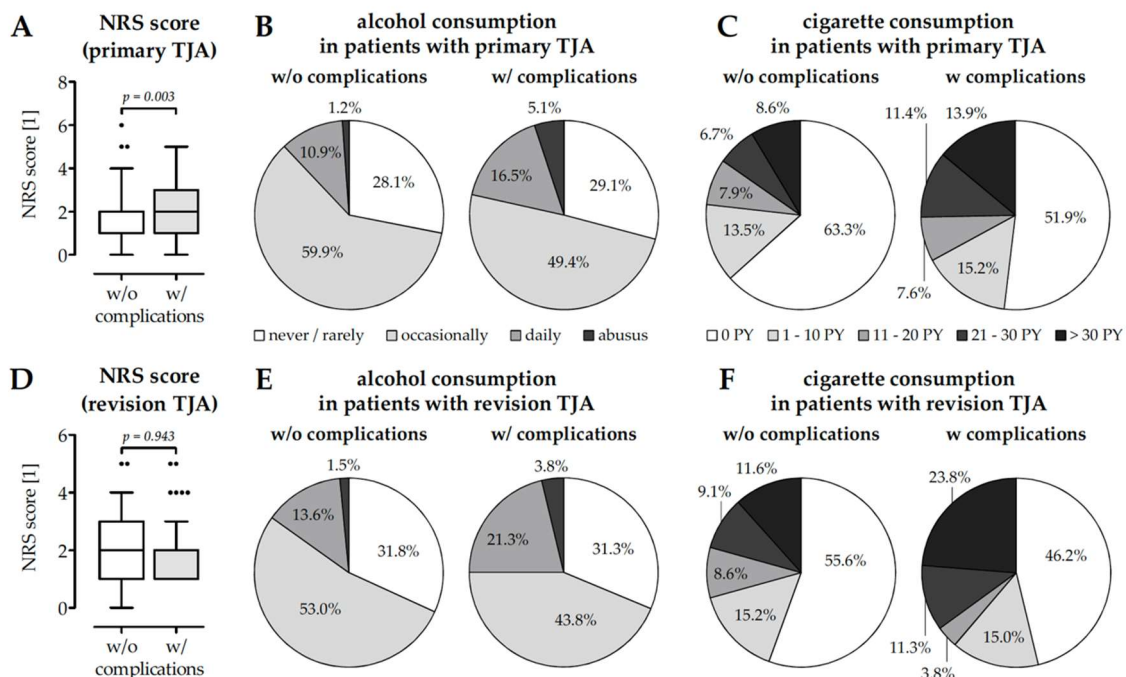 A
NRS score
(primary TJA)
NRS score [1]
8
6
4
2
0
p = 0.003
w/o w/
complications
B
alcohol consumption
in patients with primary TJA
w/o complications
1.2%
10.9%
28.1%
59.9%
w/ complications
5.1%
16.5%
29.1%
49.4%
never / rarely occasionally daily abusus
C
cigarette consumption
in patients with primary TJA
w/o complications
8.6%
6.7%
7.9%
13.5%
63.3%
w complications
11.4% 13.9%
51.9%
15.2%
7.6%
0 PY 1 - 10 PY 11 - 20 PY 21 - 30 PY > 30 PY
D
NRS score
(revision TJA)
NRS score [1]
6
4
2
0
p = 0.943
w/o w/
complications
E
alcohol consumption
in patients with revision TJA
w/o complications
1.5%
13.6%
31.8%
53.0%
w/ complications
3.8%
21.3%
31.3%
43.8%
F
cigarette consumption
in patients with revision TJA
w/o complications
11.6%
9.1%
8.6%
55.6%
15.2%
w complications
23.8%
46.2%
11.3%
15.0%
3.8%